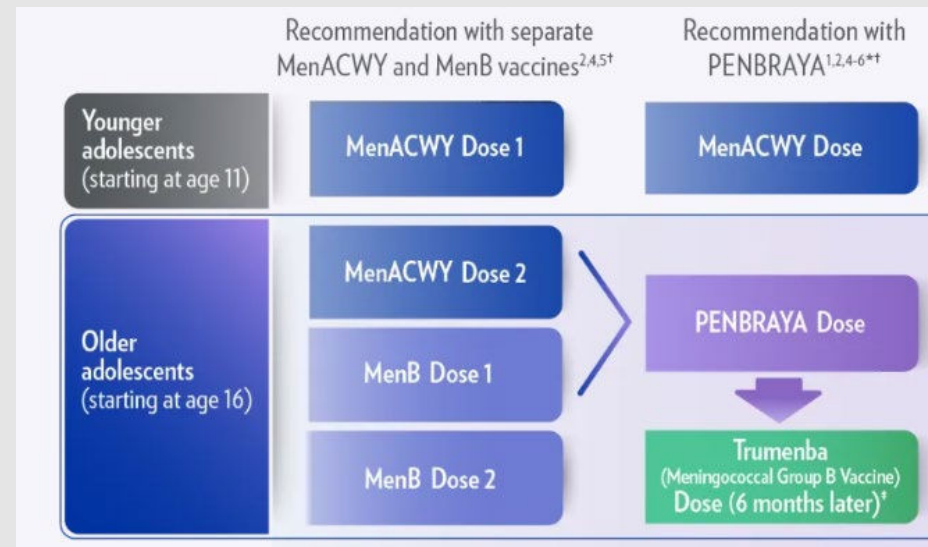 Recommendation with separate
MenACWY and MenB vaccines2,4,5†
Recommendation with
PENBRAYA1,2,4-6*†
Younger
adolescents
(starting at age 11)
MenACWY Dose 1
MenACWY Dose
Older
adolescents
(starting at age 16)
MenACWY Dose 2
MenB Dose 1
MenB Dose 2
PENBRAYA Dose
Trumenba
(Meningococcal Group B Vaccine)
Dose (6 months later)‡